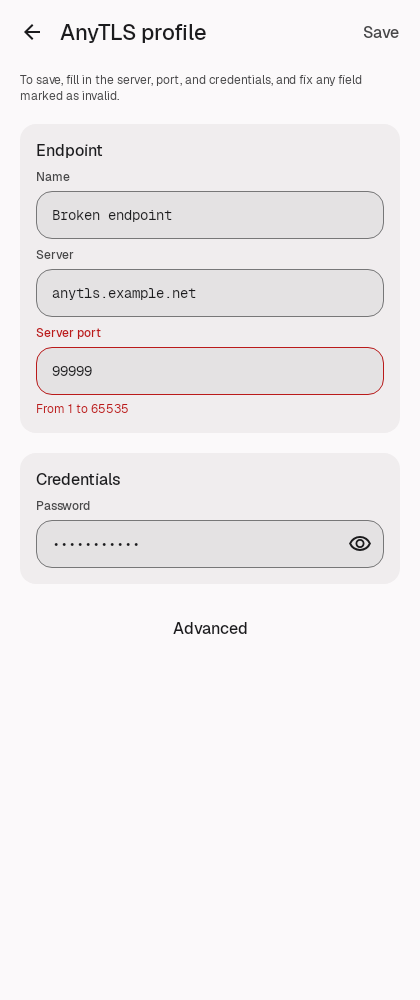 AnyTLS profile
Save
To save, fill in the server, port, and credentials, and fix any field
marked as invalid.
Endpoint
Name
Broken endpoint
Server
anytls.example.net
Server port
99999
From 1 to 65535
Credentials
Password
•••••••••••
Advanced